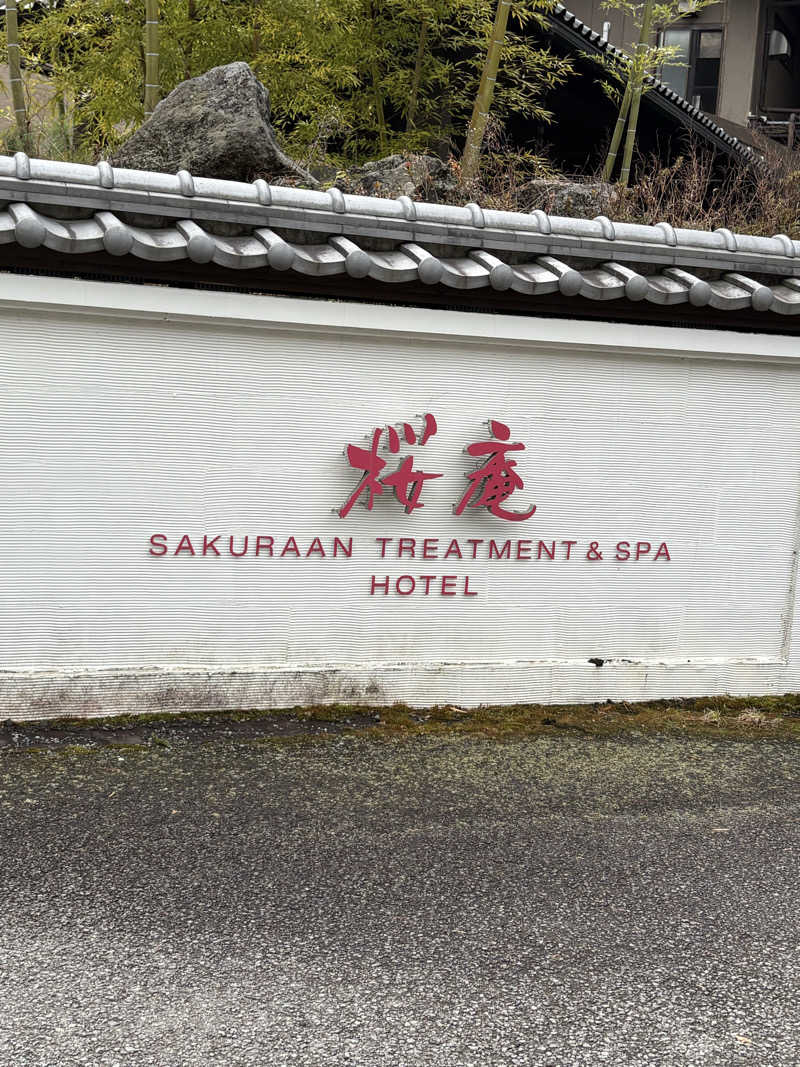 桜庵
SAKURAAN TREATMENT & SPA
HOTEL